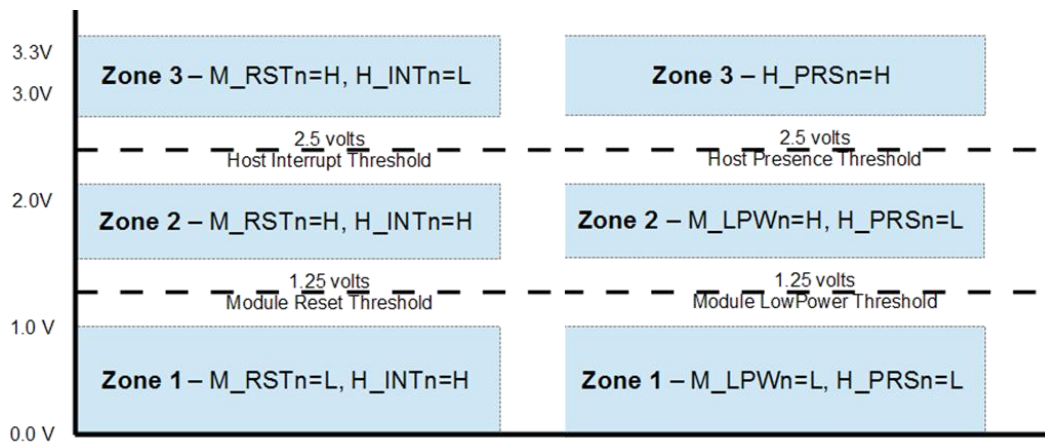 3.3V
3.0V
2.0V
1.0 V
0.0 V
Zone 3 – M_RSTn=H, H_INTn=L
2.5 volts
Host Interrupt Threshold
Zone 2 – M_RSTn=H, H_INTn=H
1.25 volts
Module Reset Threshold
Zone 1 – M_RSTn=L, H_INTn=H
Zone 3 – H_PRSn=H
2.5 volts
Host Presence Threshold
Zone 2 – M_LPWn=H, H_PRSn=L
1.25 volts
Module LowPower Threshold
Zone 1 – M_LPWn=L, H_PRSn=L